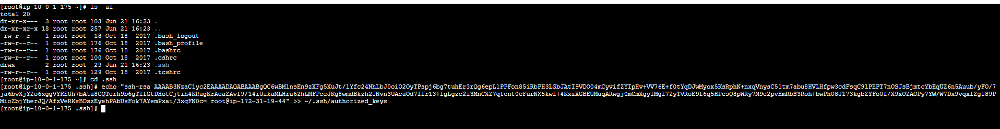 [root@ip-10-0-1-175 ~]# ls -al
total 20
dr-xr-x---  3 root root 103 Jun 21 16:23 .
dr-xr-xr-x 18 root root 257 Jun 21 16:23 ..
-rw-r--r--  1 root root  18 Oct 18  2017 .bash_logout
-rw-r--r--  1 root root 176 Oct 18  2017 .bash_profile
-rw-r--r--  1 root root 176 Oct 18  2017 .bashrc
-rw-r--r--  1 root root 100 Oct 18  2017 .cshrc
drwx------  2 root root  29 Jun 21 16:23 .ssh
-rw-r--r--  1 root root 129 Oct 18  2017 .tcshrc
[root@ip-10-0-1-175 ~]# cd .ssh
[root@ip-10-0-1-175 .ssh]# echo "ssh-rsa AAAAB3NzaC1yc2EAAAADAQABAAABgQC6wBMlnsEn9zXFg5XuJt/lYfc24NhLbJ0oiO2OyTPspj6bg7tuhEr3rQg6epL1PPFon85iRbPH3LGbJAtI9VDO04mCyvifZYIpHv+VV76E+f0tYqDJwMyox5KsRphN+nxqVnysC51tm7abu8HVLHfpw3cdFsqC9lPEPT7nOSJsBjmtcYbEqUZ6n5Auub/yFO/7
ja6bvXjYZo6xggVYKEUh7bAta8GQTerh9b6gTlfGtDHotCjtih4KRagKrAeaZAvf9/14iUikaMLHra62hLMFPceJKg8wmdBkzh2JNvn3UAcaOd7Ilr13+lgLgzc2i3MnCXZ7qtcnt0cFurNX5kwf+4KxzXGBEUMuqARwgj0mCmXgyIMgf7ZyTVRoE9f6q5HPcsQ8pWRy7M9e2pvHmRbS3Roh+bwPh08J173kgbZYFo0f/X9xOZAOPy7YW/W7Dx9vqxfZg189P
MioZbjYberJQ/AfzVeRKsBDszEyehPAbUsFok7AYemPxai/3xqFN0c= root@ip-172-31-19-44" >> ~/.ssh/authorized_keys
[root@ip-10-0-1-175 .ssh]#